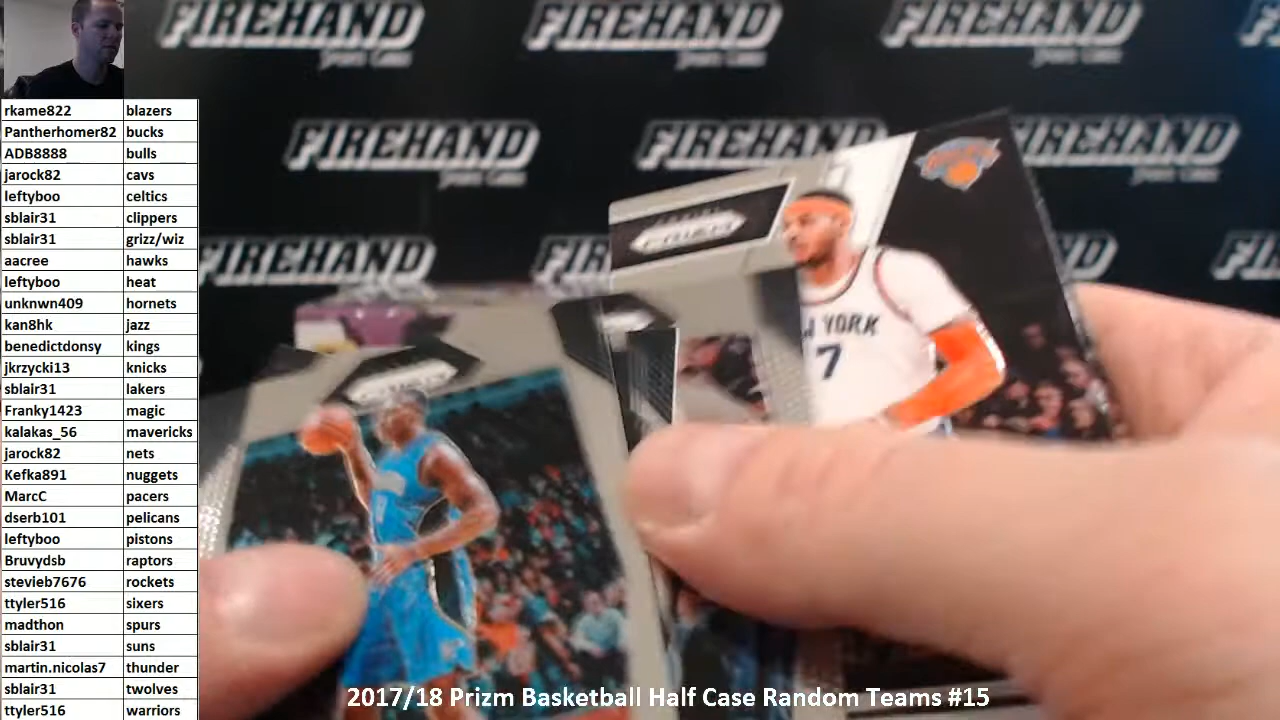 FIREHAND FIREHAND FIREHAND
FIREHAND FIREHAND FIREHAND
FIREHAND
rkame822 blazers
Pantherhomer82 bucks
ADB8888 bulls
jarock82 cavs
leftyboo celtics
sblair31 clippers
sblair31 grizz/wiz
aacree hawks
leftyboo heat
unknwn409 hornets
kan8hk jazz
benedictdonsy kings
jkrzycki13 knicks
sblair31 lakers
Franky1423 magic
kalakas_56 mavericks
jarock82 nets
Kefka891 nuggets
MarcC pacers
dserb101 pelicans
leftyboo pistons
Bruvydsb raptors
stevieb7676 rockets
ttyler516 sixers
madthon spurs
sblair31 suns
martin.nicolas7 thunder
sblair31 twolves
ttyler516 warriors
PRIZM
YORK
7
2017/18 Prizm Basketball Half Case Random Teams #15